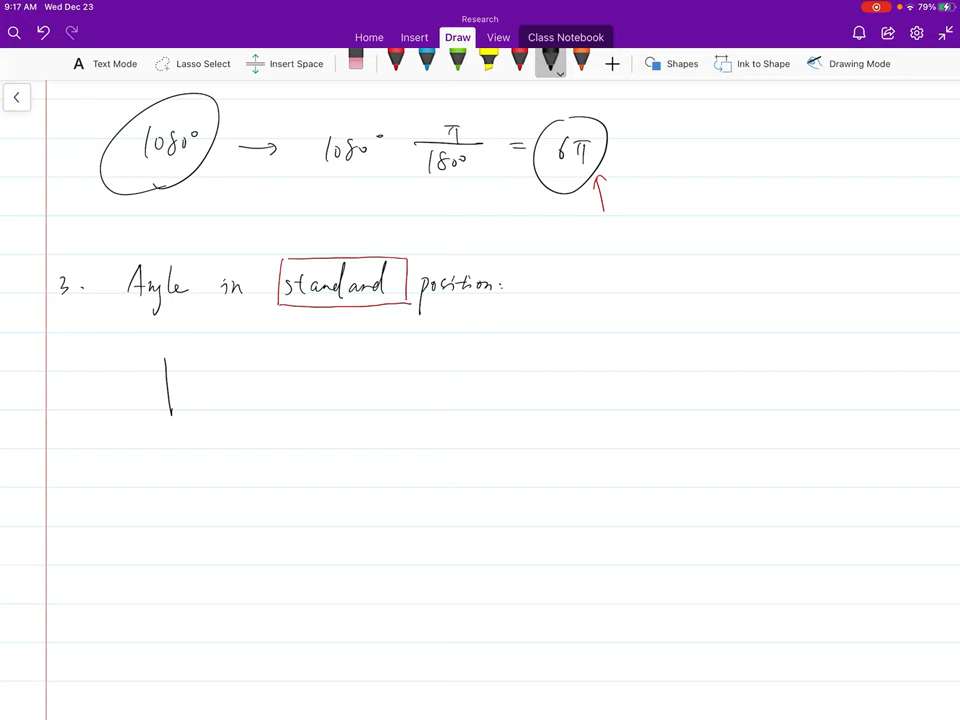 9:17 AM Wed Dec 23
79%
Research
Home Insert Draw View Class Notebook
Text Mode Lasso Select Insert Space Shapes Ink to Shape Drawing Mode
1080° → 1080° π/180° = 6π
3. Angle in standard position: